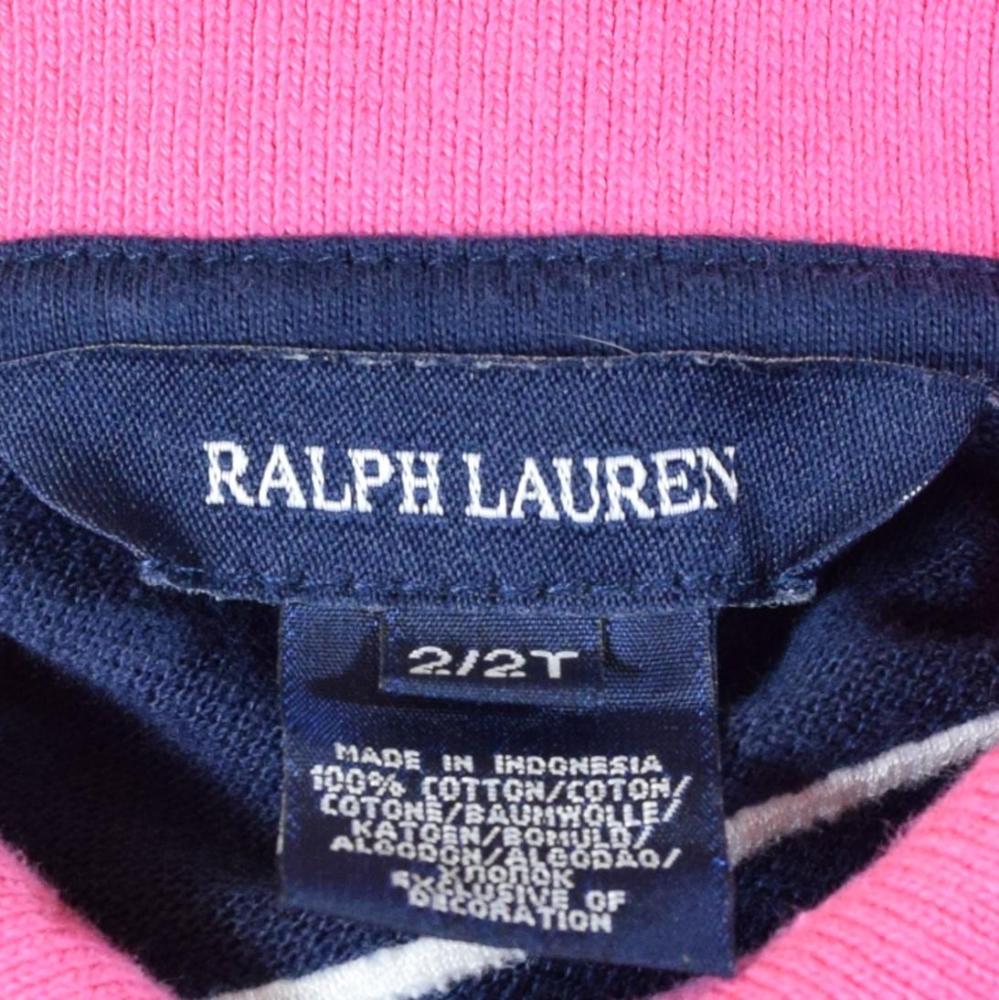 RALPH LAUREN
2/2T
MADE IN INDONESIA
100% COTTON/COTON/
COTONE/BAUMWOLLE/
KATOEN/BOMULD/
ALGODON/ALGODAO/
ХЛОПОК
EXCLUSIVE OF
DECORATION